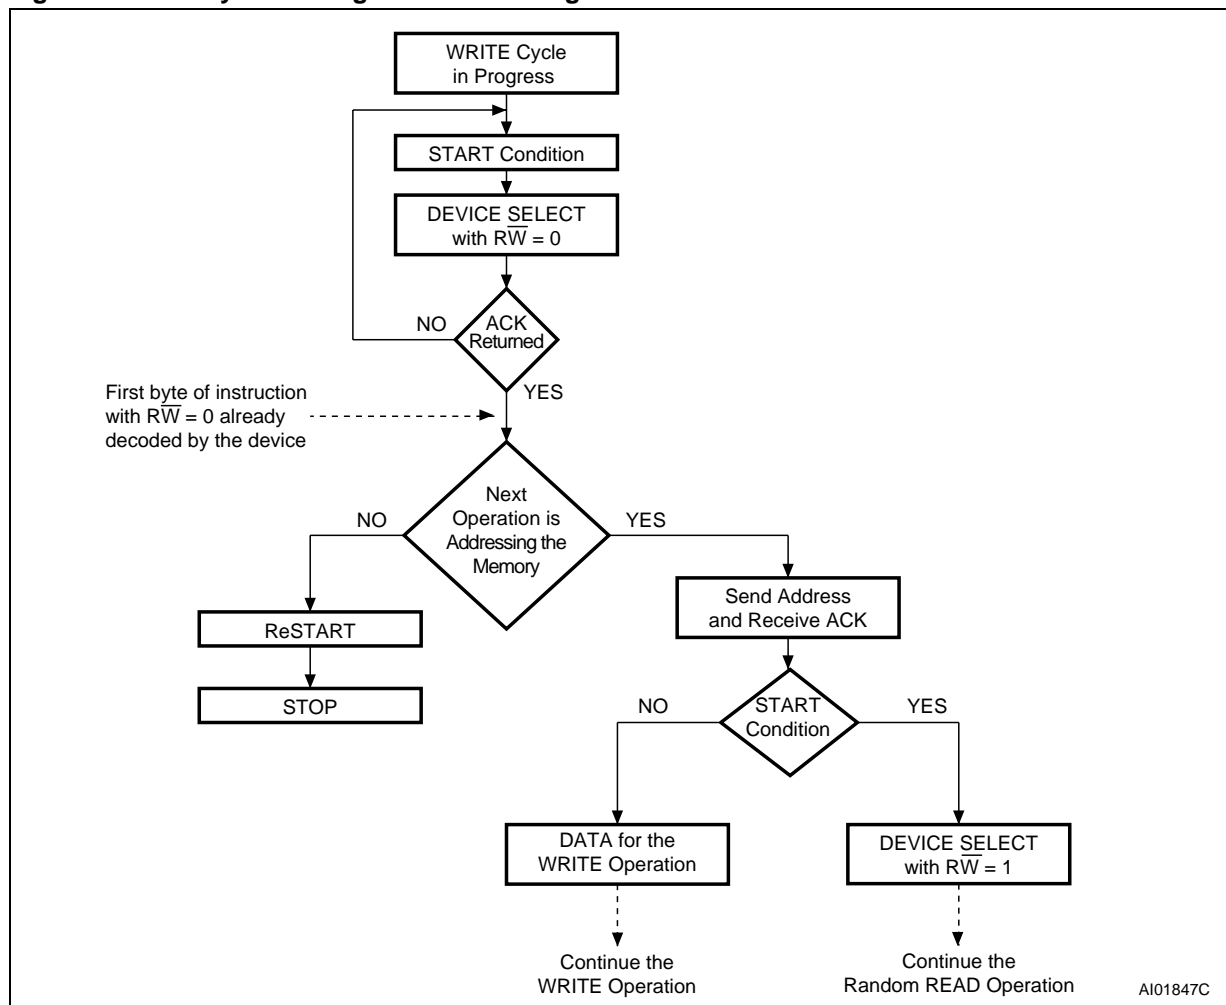 WRITE Cycle
in Progress
START Condition
DEVICE SELECT
with RW̅ = 0
ACK
Returned
NO
YES
First byte of instruction
with RW̅ = 0 already
decoded by the device
Next
Operation is
Addressing the
Memory
NO
YES
ReSTART
STOP
Send Address
and Receive ACK
START
Condition
NO
YES
DATA for the
WRITE Operation
DEVICE SELECT
with RW̅ = 1
Continue the
WRITE Operation
Continue the
Random READ Operation
AI01847C